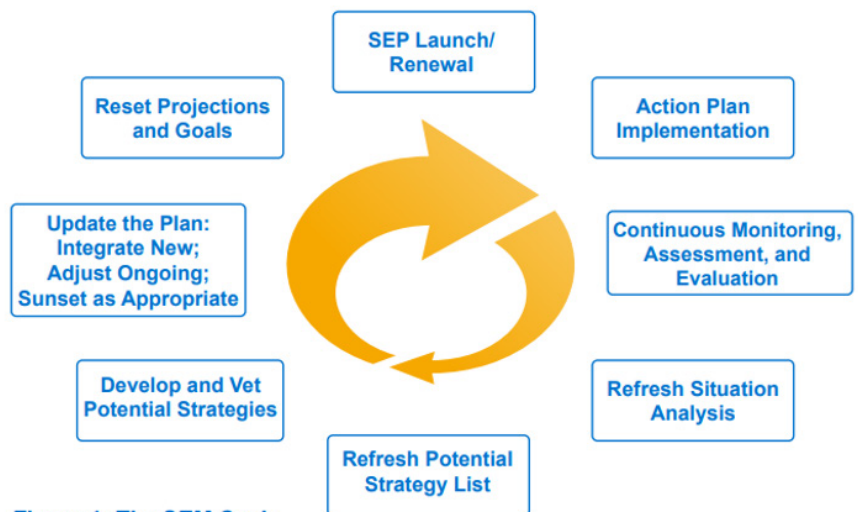 SEP Launch/
Renewal
Action Plan
Implementation
Continuous Monitoring,
Assessment, and
Evaluation
Refresh Situation
Analysis
Refresh Potential
Strategy List
Develop and Vet
Potential Strategies
Update the Plan:
Integrate New;
Adjust Ongoing;
Sunset as Appropriate
Reset Projections
and Goals